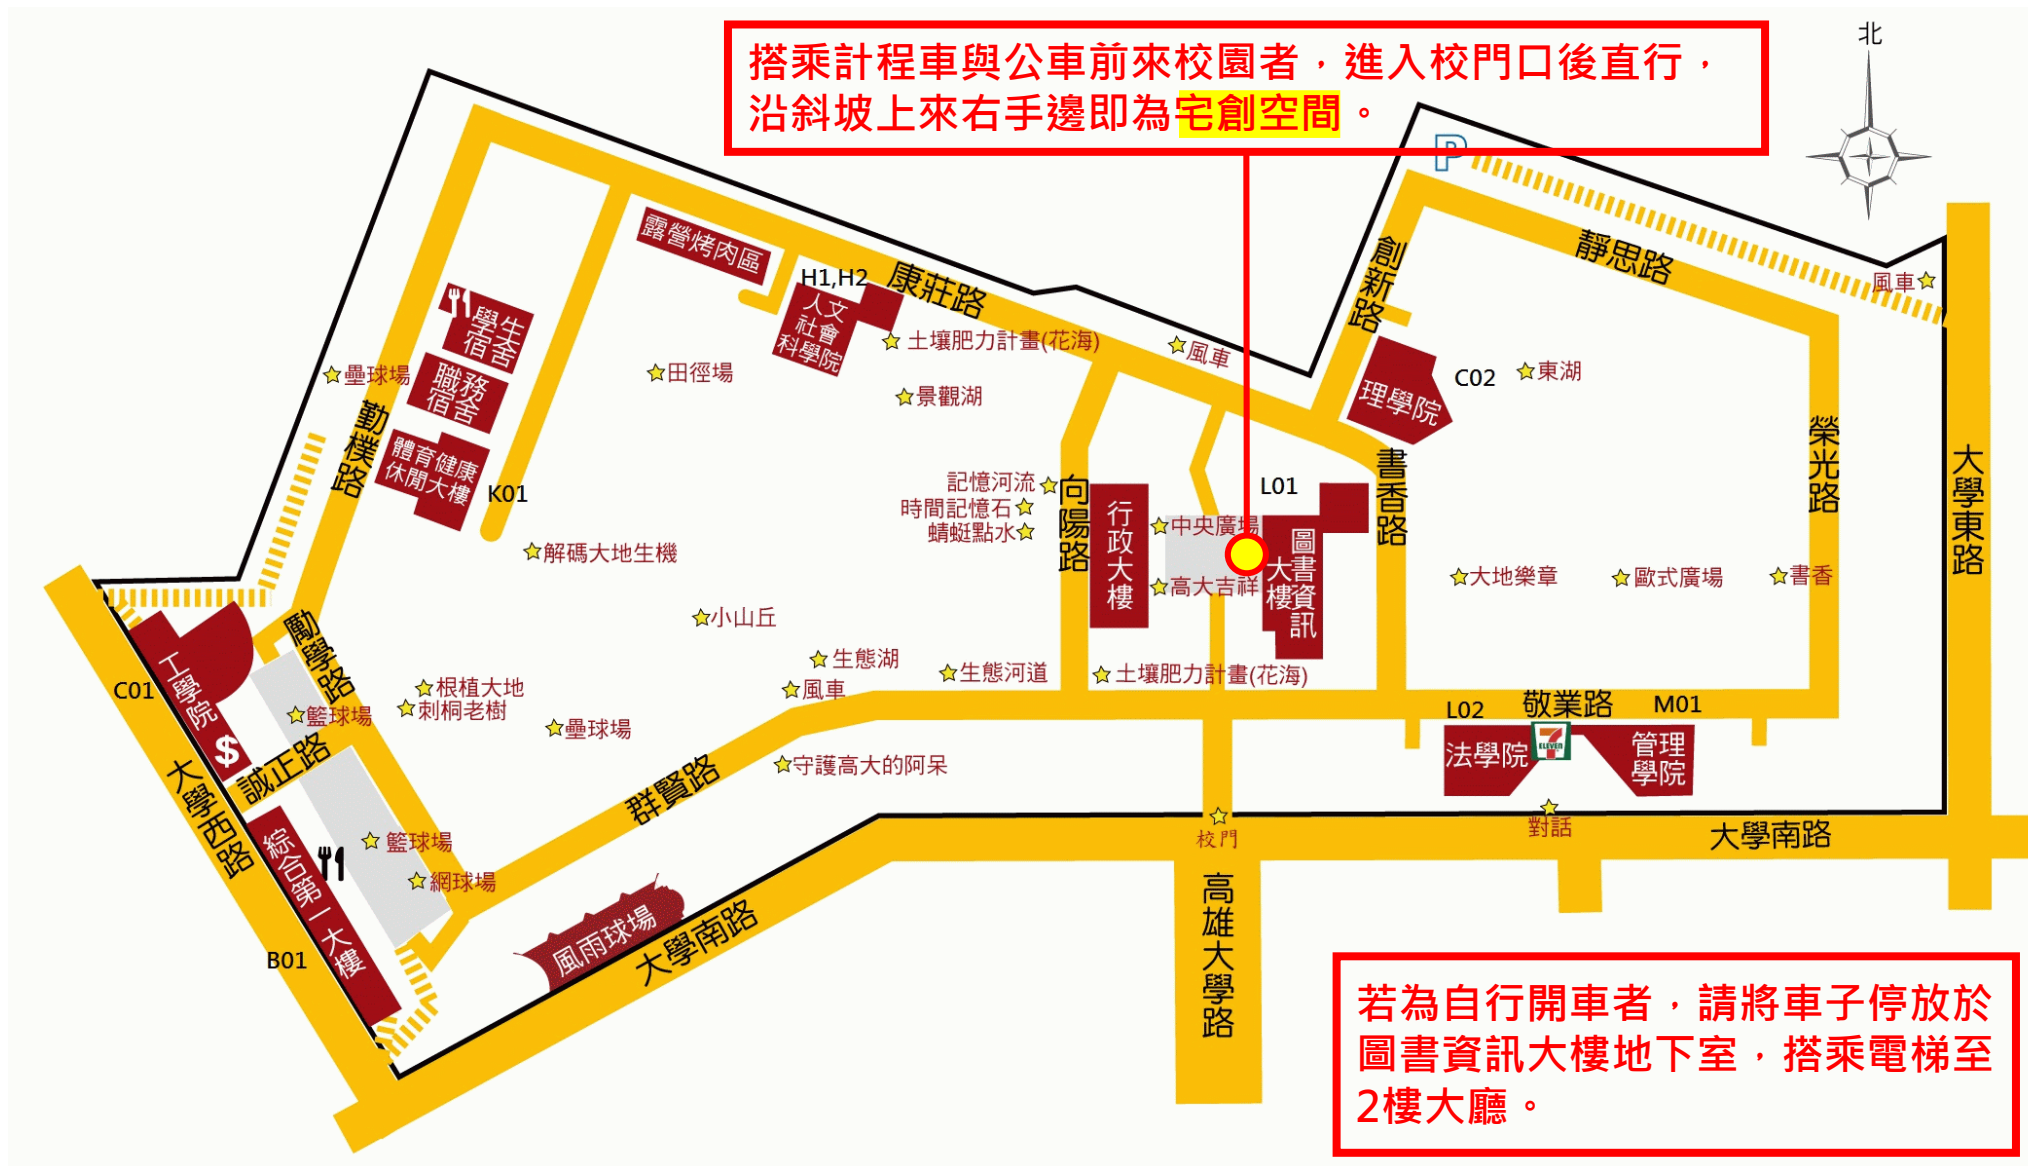 搭乘計程車與公車前來校園者，進入校門口後直行，
沿斜坡上來右手邊即為宅創空間。
北
P
靜思路
創新路
風車
露營烤肉區
H1,H2
康莊路
人文
社會
科學院
土壤肥力計畫(花海)
風車
學生
宿舍
職務
宿舍
壘球場
田徑場
景觀湖
理學院
C02
東湖
勤樸路
體育健康
休閒大樓
K01
書香路
榮光路
大學東路
記憶河流
時間記憶石
蜻蜓點水
向陽路
行政大樓
L01
中央廣場
高大吉祥
圖書資訊
大樓
解碼大地生機
大地樂章
歐式廣場
書香
小山丘
勵學路
工學院
C01
$
生態湖
風車
生態河道
土壤肥力計畫(花海)
根植大地
刺桐老樹
籃球場
壘球場
敬業路
L02
M01
法學院
7
ELEVEN
管理
學院
誠正路
大學西路
群賢路
守護高大的阿呆
校門
對話
大學南路
籃球場
網球場
綜合第一大樓
B01
風雨球場
大學南路
高雄大學路
若為自行開車者，請將車子停放於
圖書資訊大樓地下室，搭乘電梯至
2樓大廳。